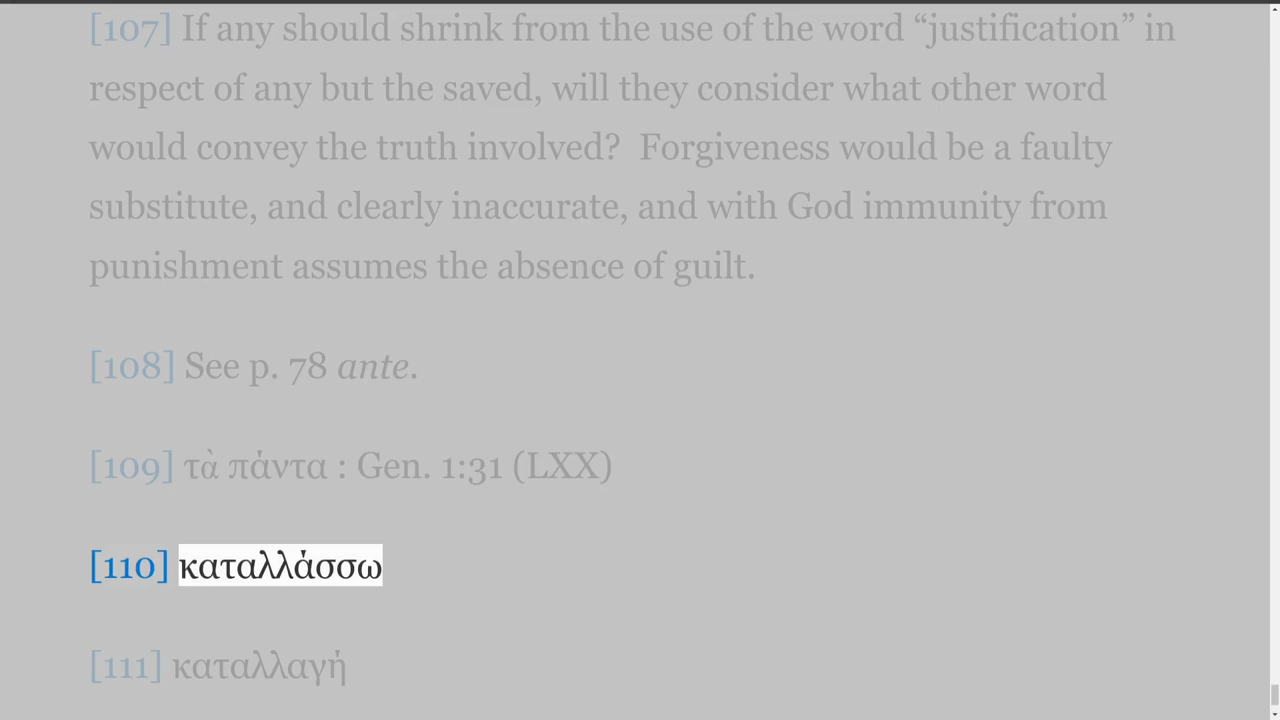 [107] If any should shrink from the use of the word “justification” in
respect of any but the saved, will they consider what other word
would convey the truth involved?  Forgiveness would be a faulty
substitute, and clearly inaccurate, and with God immunity from
punishment assumes the absence of guilt.
[108] See p. 78 ante.
[109] τὰ πάντα : Gen. 1:31 (LXX)
[110] καταλλάσσω
[111] καταλλαγή